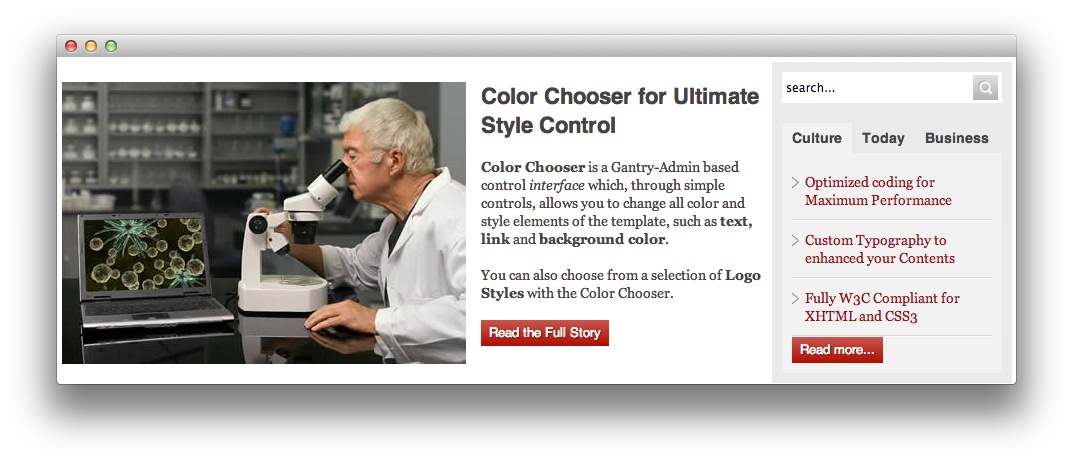 Color Chooser for Ultimate
Style Control
Color Chooser is a Gantry-Admin based
control interface which, through simple
controls, allows you to change all color and
style elements of the template, such as text,
link and background color.
You can also choose from a selection of Logo
Styles with the Color Chooser.
Read the Full Story
search...
Culture Today Business
Optimized coding for
Maximum Performance
Custom Typography to
enhanced your Contents
Fully W3C Compliant for
XHTML and CSS3
Read more...